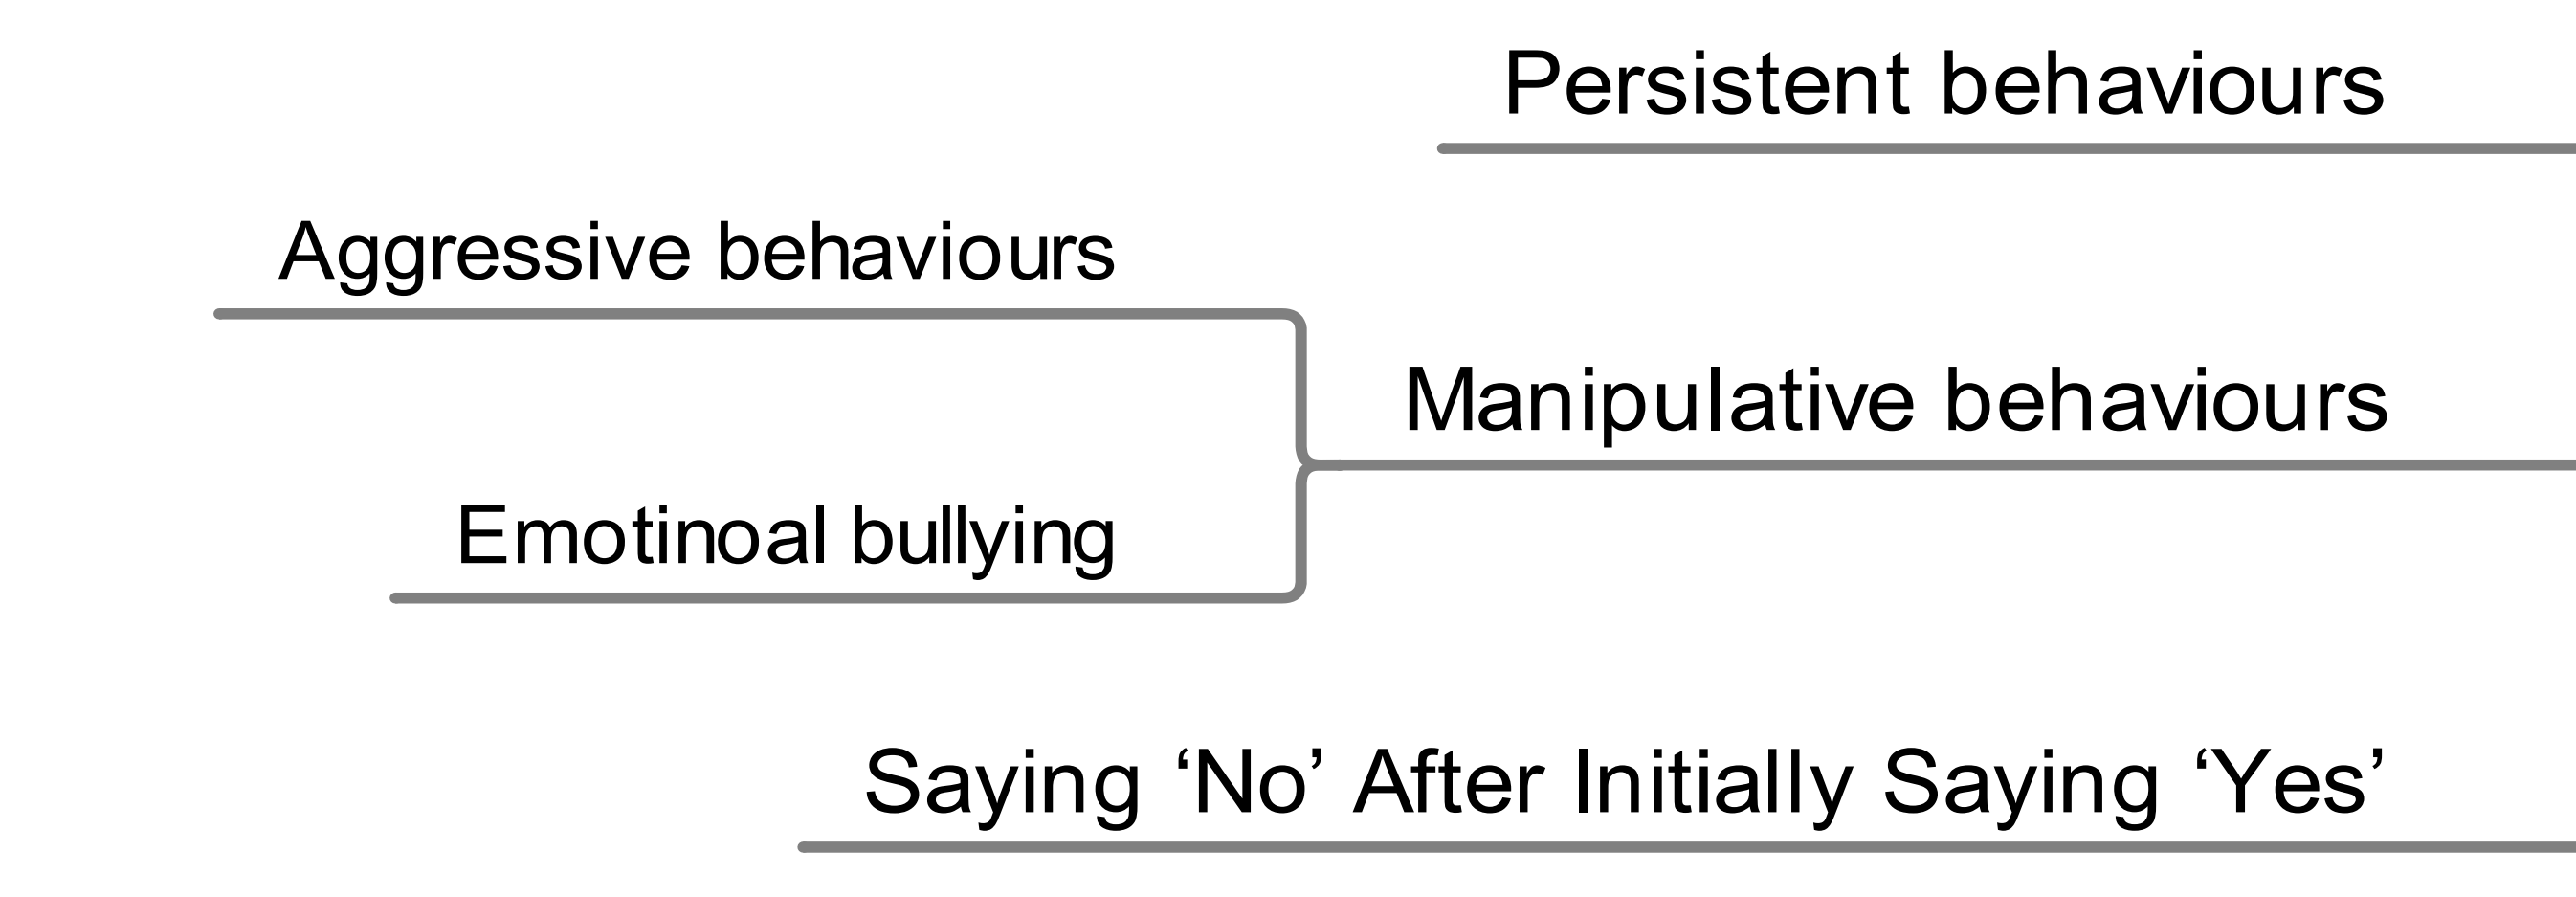 Persistent behaviours
Aggressive behaviours
Manipulative behaviours
Emotinoal bullying
Saying ‘No’ After Initially Saying ‘Yes’